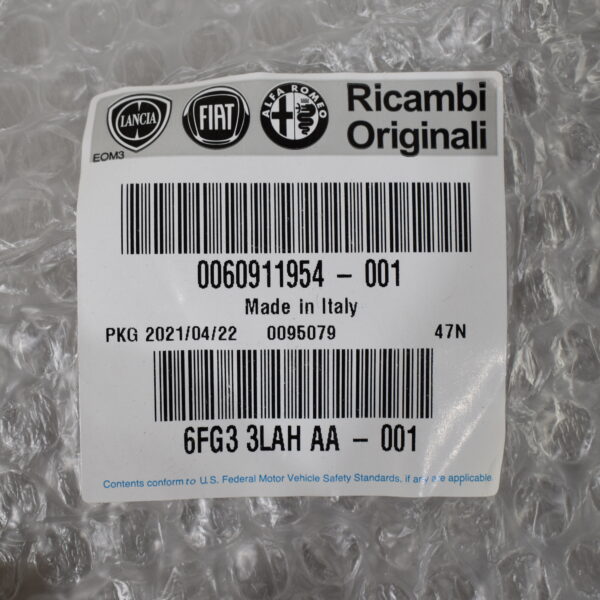 LANCIA FIAT ALFA ROMEO Ricambi
Originali
EOM3
0060911954 - 001
Made in Italy
PKG 2021/04/22 0095079 47N
6FG3 3LAH AA - 001
Contents conform to U.S. Federal Motor Vehicle Safety Standards, if any are applicable